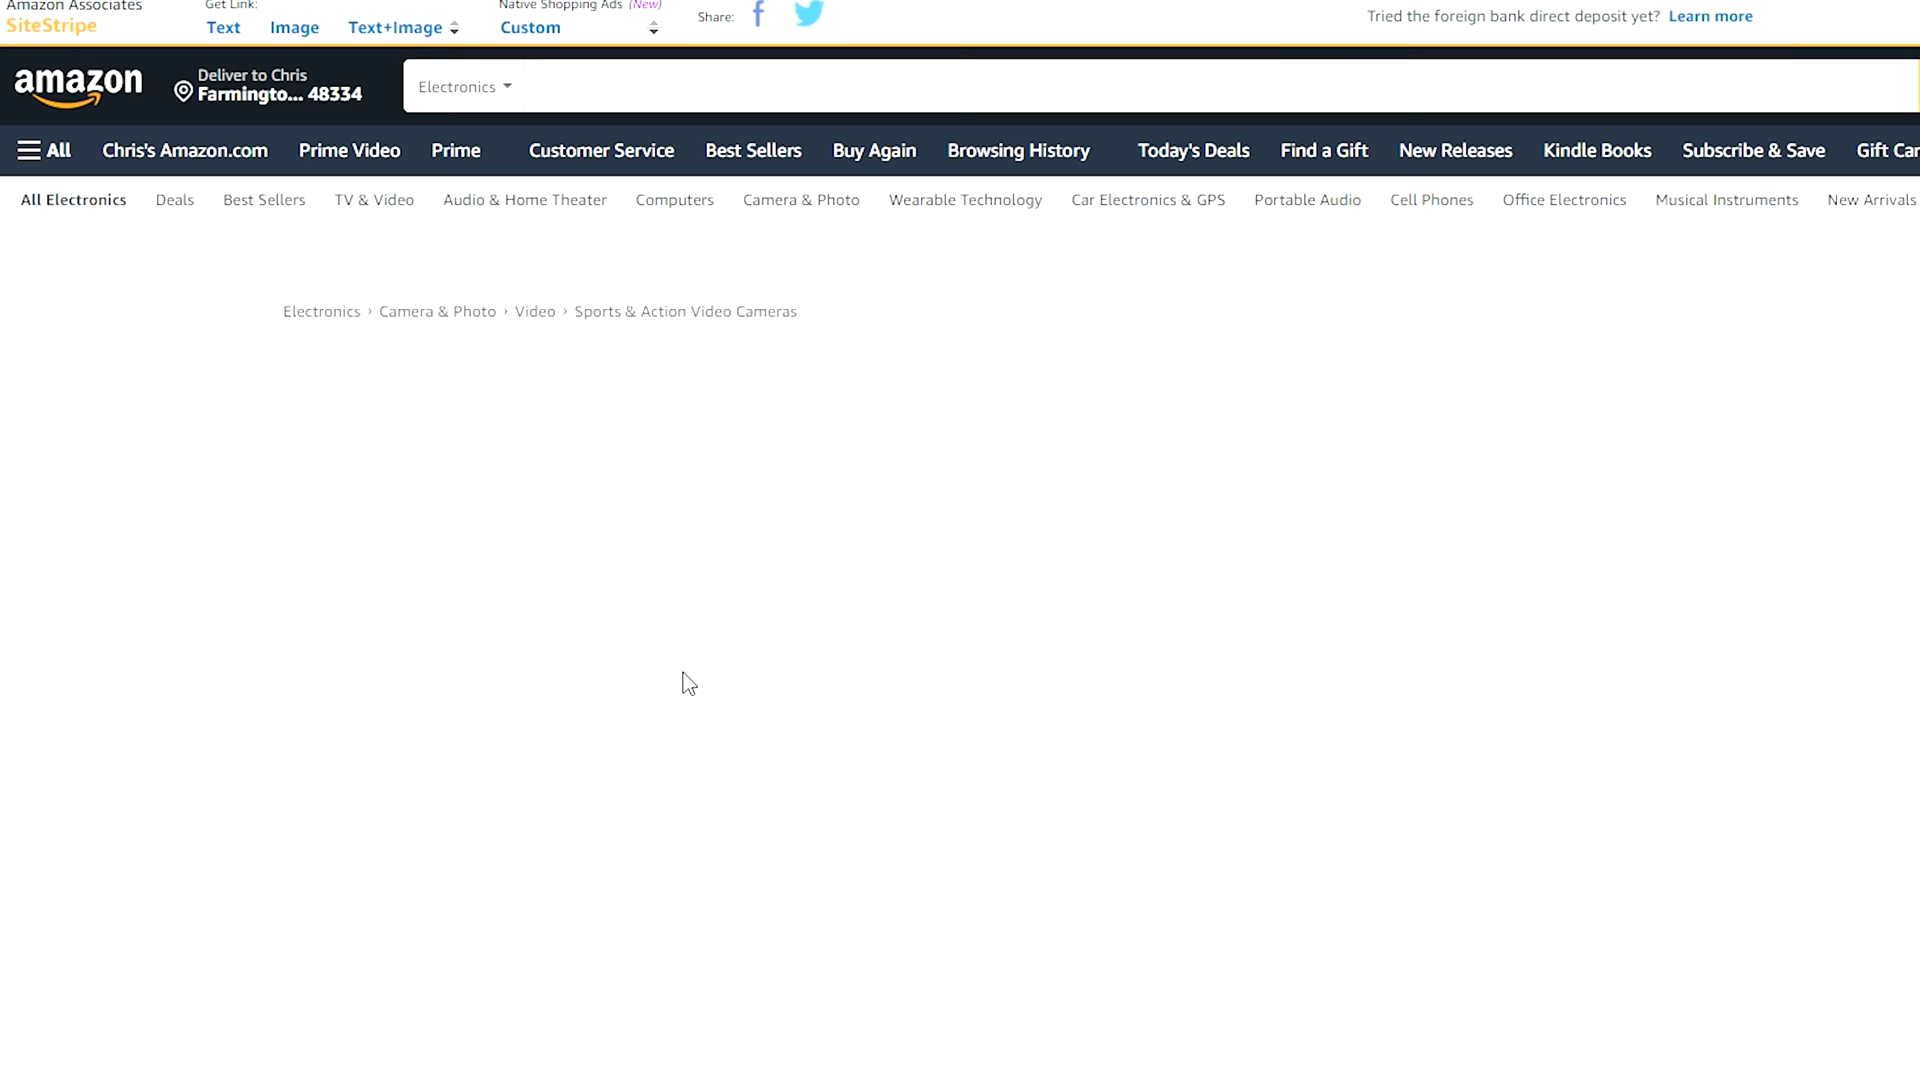 Amazon Associates
SiteStripe
Get Link:
Text Image Text+Image
Native Shopping Ads (New)
Custom
Share:
Tried the foreign bank direct deposit yet? Learn more
amazon
Deliver to Chris
Farmingto... 48334
Electronics
All Chris's Amazon.com Prime Video Prime Customer Service Best Sellers Buy Again Browsing History Today's Deals Find a Gift New Releases Kindle Books Subscribe & Save Gift Car
All Electronics Deals Best Sellers TV & Video Audio & Home Theater Computers Camera & Photo Wearable Technology Car Electronics & GPS Portable Audio Cell Phones Office Electronics Musical Instruments New Arrivals
Electronics › Camera & Photo › Video › Sports & Action Video Cameras